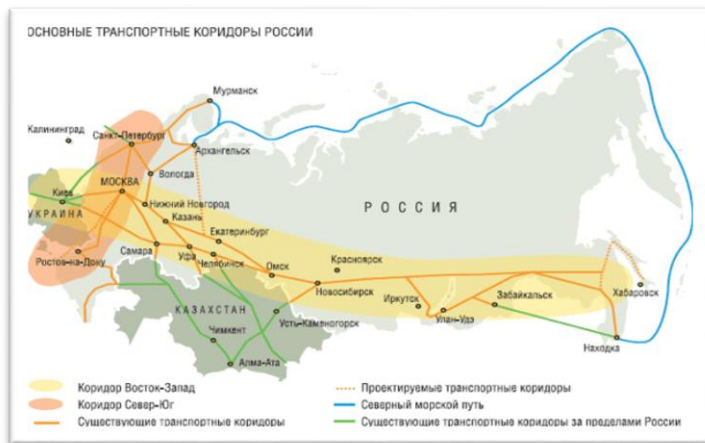 ОСНОВНЫЕ ТРАНСПОРТНЫЕ КОРИДОРЫ РОССИИ
Мурманск
Калининград
Санкт-Петербург
Архангельск
Вологда
МОСКВА
Киев
УКРАИНА
Нижний Новгород
Казань
РОССИЯ
Екатеринбург
Ростов-на-Дону
Самара
Уфа
Челябинск
Омск
Красноярск
Новосибирск
Иркутск
Забайкальск
Хабаровск
КАЗАХСТАН
Усть-Каменогорск
Улан-Удэ
Чимкент
Находка
Алма-Ата
Коридор Восток-Запад
Коридор Север-Юг
Существующие транспортные коридоры
Проектируемые транспортные коридоры
Северный морской путь
Существующие транспортные коридоры за пределами России